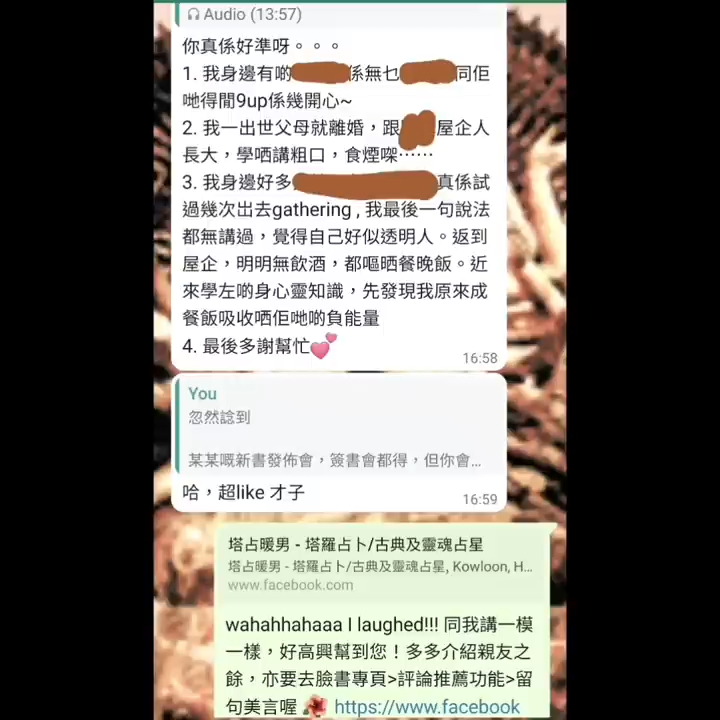 Audio (13:57)
你真係好準呀。。。
1. 我身邊有啲 係無乜 同佢
哋得閒9up係幾開心~
2. 我一出世父母就離婚，跟 屋企人
長大，學哂講粗口，食煙㗎……
3. 我身邊好多 真係試
過幾次出去gathering , 我最後一句說法
都無講過，覺得自己好似透明人。返到
屋企，明明無飲酒，都嘔晒餐晚飯。近
來學左啲身心靈知識，先發現我原來成
餐飯吸收哂佢哋啲負能量
4. 最後多謝幫忙💕
16:58
You
忽然諗到
某某嘅新書發佈會，簽書會都得，但你會...
哈，超like 才子
16:59
塔占暖男 - 塔羅占卜/古典及靈魂占星
塔占暖男 - 塔羅占卜/古典及靈魂占星, Kowloon, H...
www.facebook.com
wahahhahaaa I laughed!!! 同我講一模
一樣，好高興幫到您！多多介紹親友之
餘，亦要去臉書專頁>評論推薦功能>留
句美言喔🌺 https://www.facebook